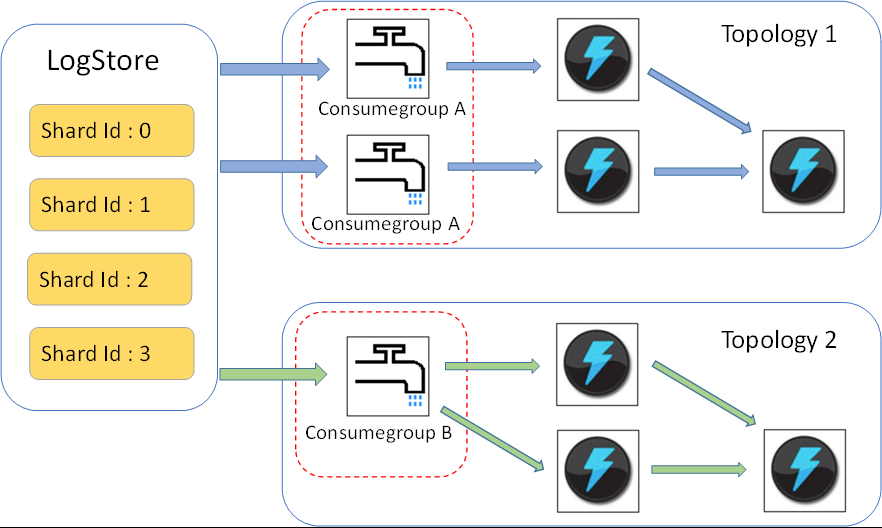 LogStore
Shard Id : 0
Shard Id : 1
Shard Id : 2
Shard Id : 3
Topology 1
Consumegroup A
Consumegroup A
Topology 2
Consumegroup B